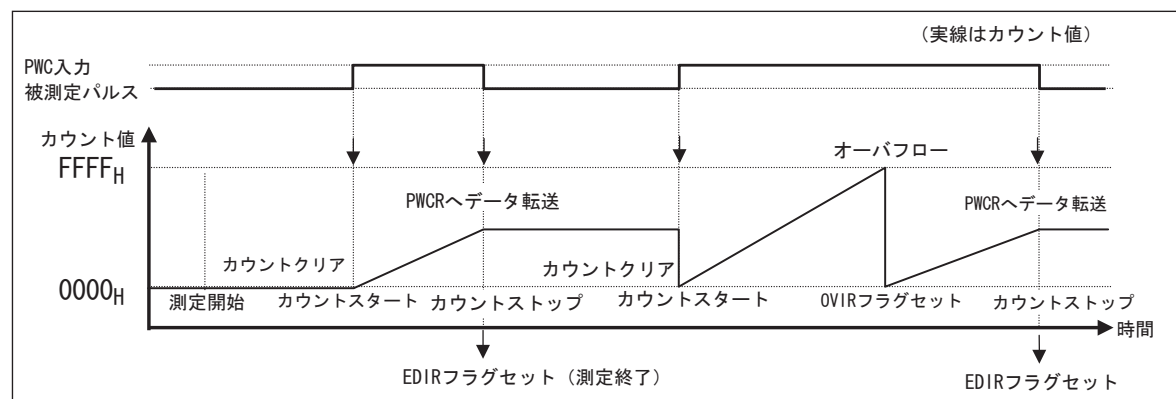 （実線はカウント値）
PWC入力
被測定パルス
カウント値
FFFFH
オーバフロー
PWCRへデータ転送
PWCRへデータ転送
カウントクリア
カウントクリア
0000H
測定開始
カウントスタート
カウントストップ
カウントスタート
OVIRフラグセット
カウントストップ
時間
EDIRフラグセット（測定終了）
EDIRフラグセット